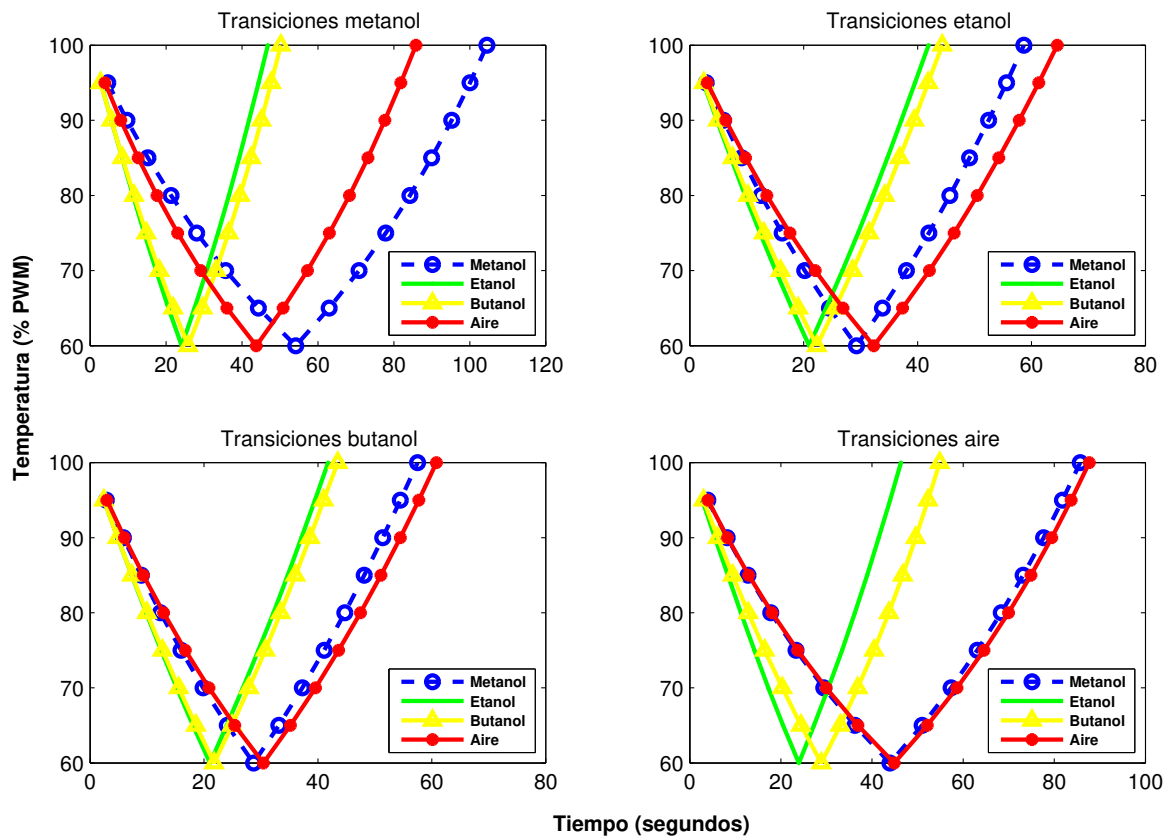 Transiciones metanol
100
90
80
70
60
0 20 40 60 80 100 120
Metanol
Etanol
Butanol
Aire
Transiciones etanol
100
90
80
70
60
0 20 40 60 80
Metanol
Etanol
Butanol
Aire
Temperatura (% PWM)
Transiciones butanol
100
90
80
70
60
0 20 40 60 80
Metanol
Etanol
Butanol
Aire
Transiciones aire
100
90
80
70
60
0 20 40 60 80 100
Metanol
Etanol
Butanol
Aire
Tiempo (segundos)